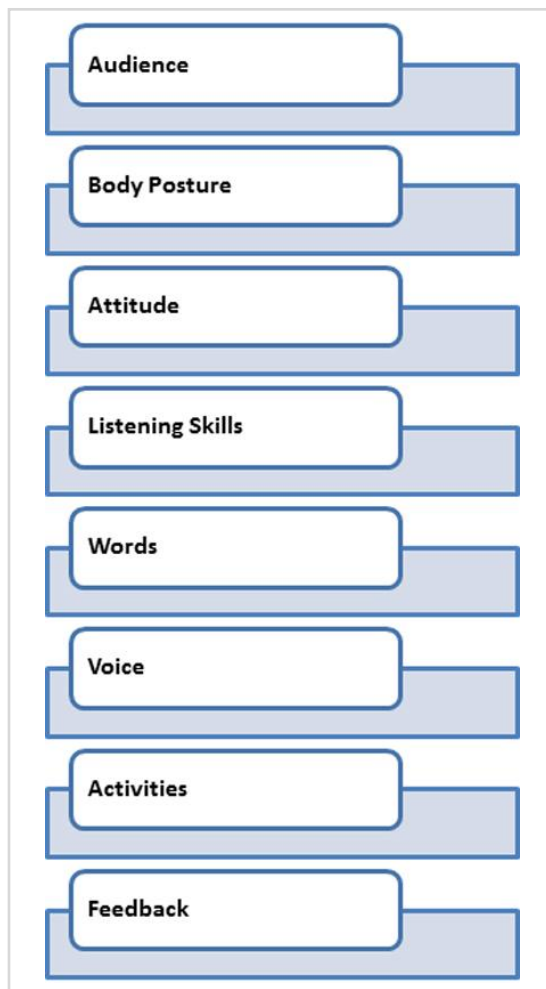 Audience
Body Posture
Attitude
Listening Skills
Words
Voice
Activities
Feedback